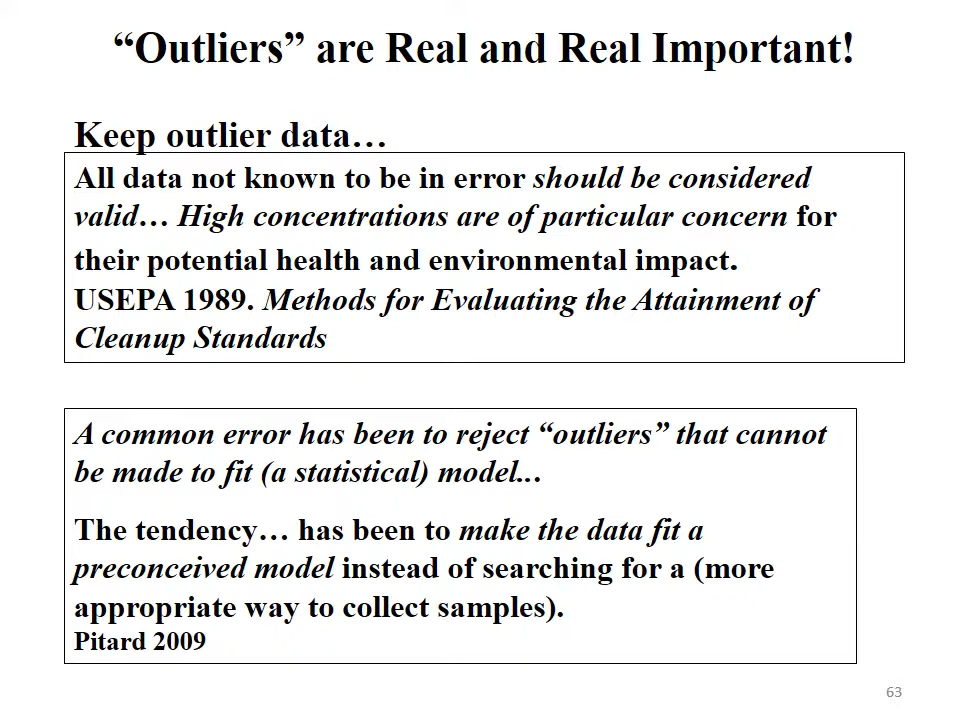 “Outliers” are Real and Real Important!
Keep outlier data…
All data not known to be in error should be considered
valid… High concentrations are of particular concern for
their potential health and environmental impact.
USEPA 1989. Methods for Evaluating the Attainment of
Cleanup Standards
A common error has been to reject “outliers” that cannot
be made to fit (a statistical) model...
The tendency… has been to make the data fit a
preconceived model instead of searching for a (more
appropriate way to collect samples).
Pitard 2009
63